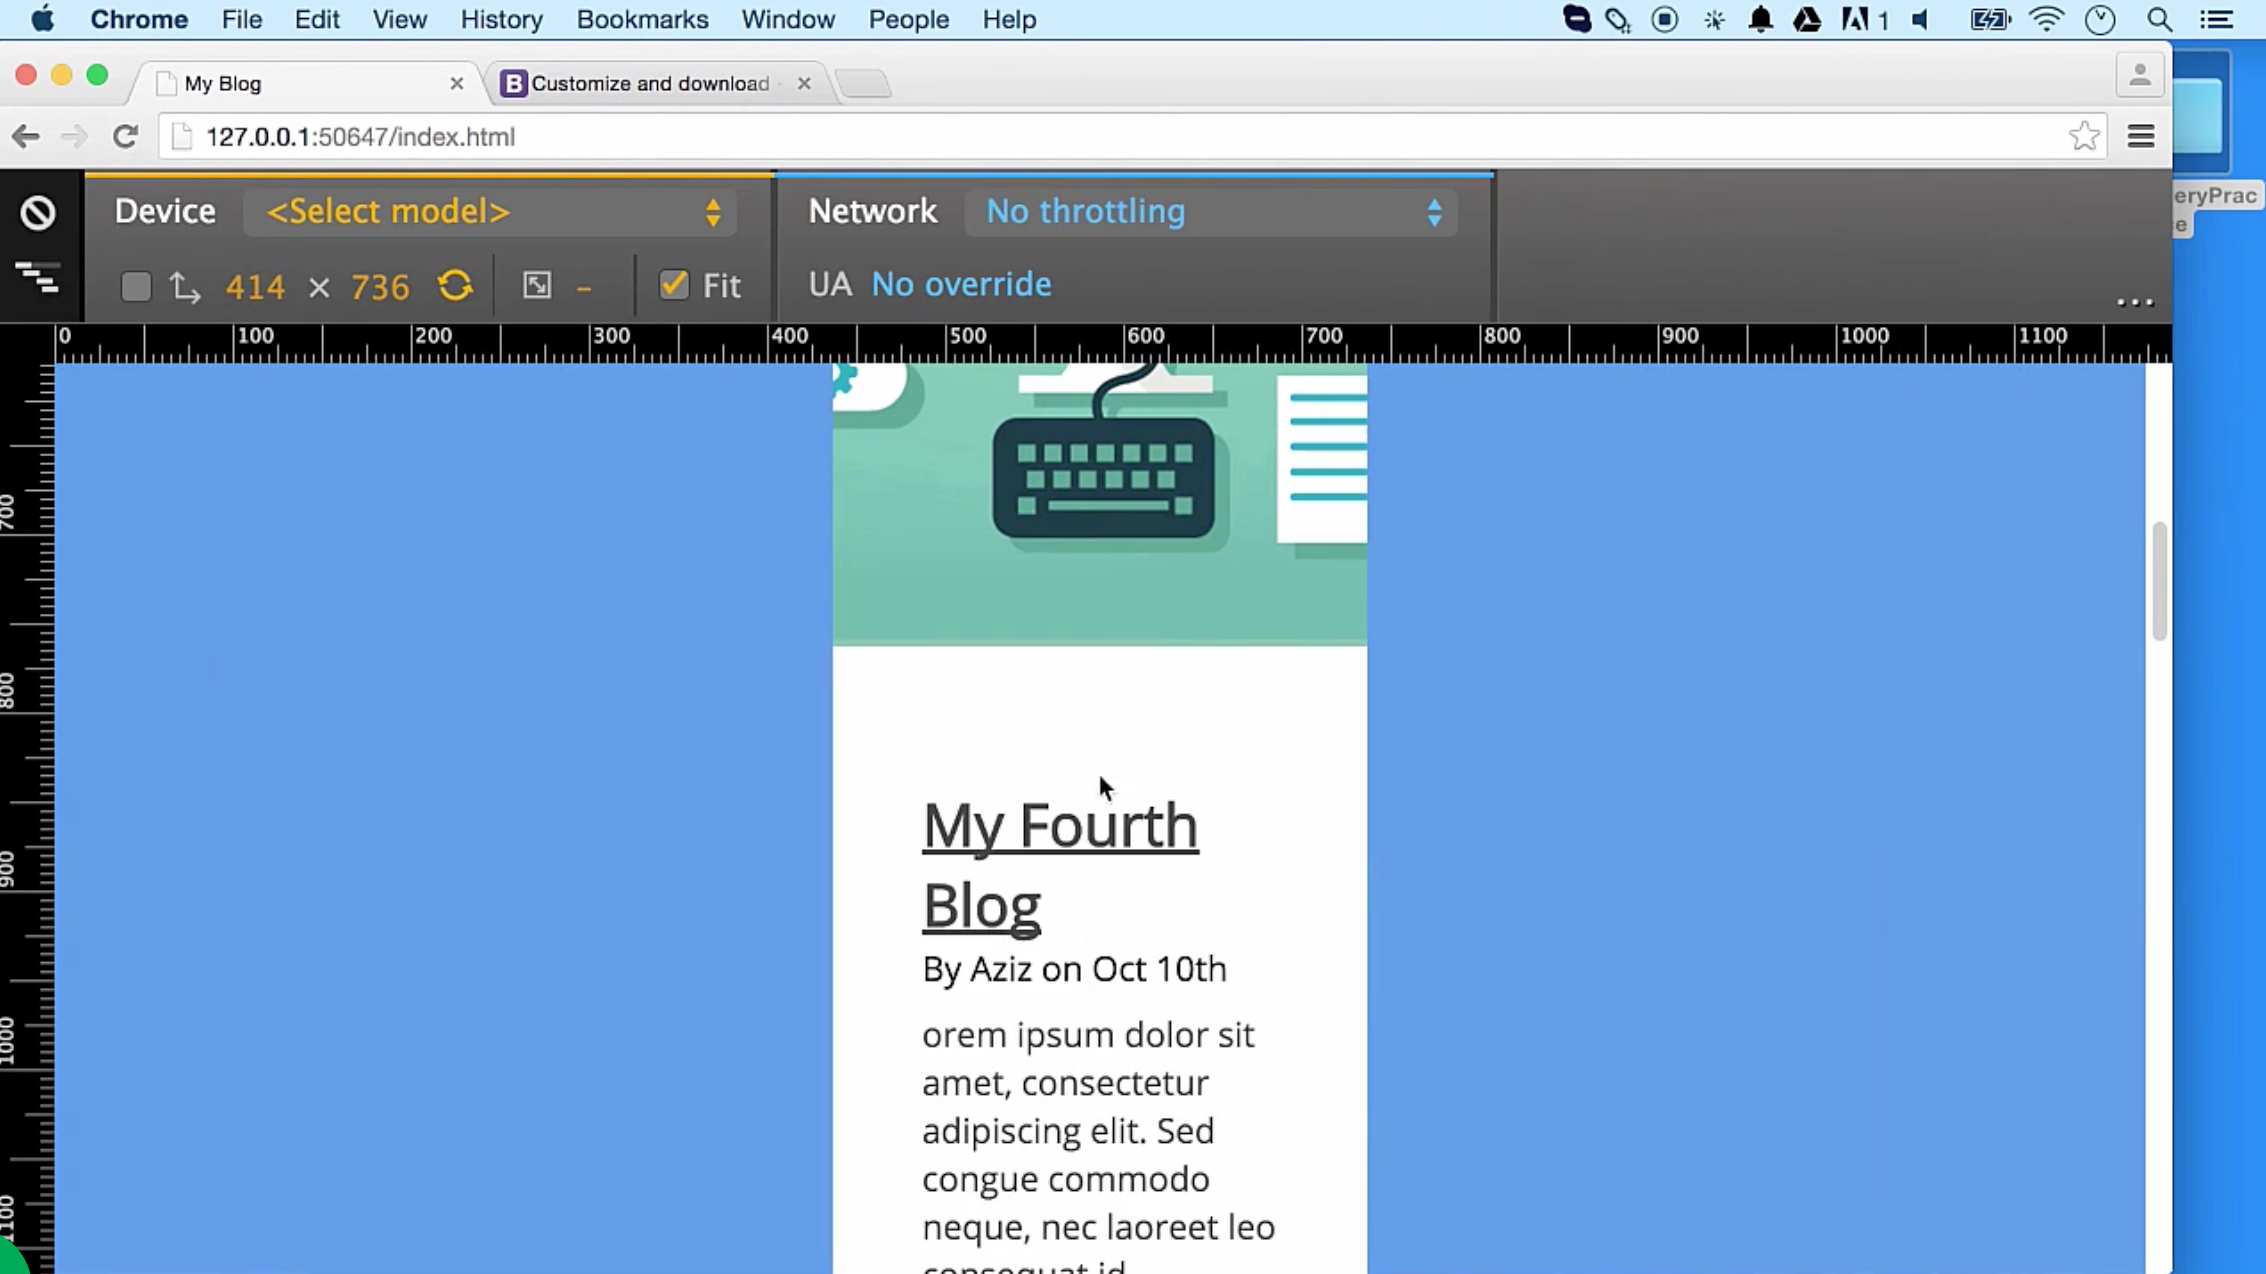 Chrome File Edit View History Bookmarks Window People Help 1
My Blog Customize and download
127.0.0.1:50647/index.html
eryPrac
e
Device <Select model> Network No throttling
414 × 736 – Fit UA No override
...
0 100 200 300 400 500 600 700 800 900 1000 1100
700
800
900
1000
1100
My Fourth
Blog
By Aziz on Oct 10th
orem ipsum dolor sit
amet, consectetur
adipiscing elit. Sed
congue commodo
neque, nec laoreet leo
consequat id